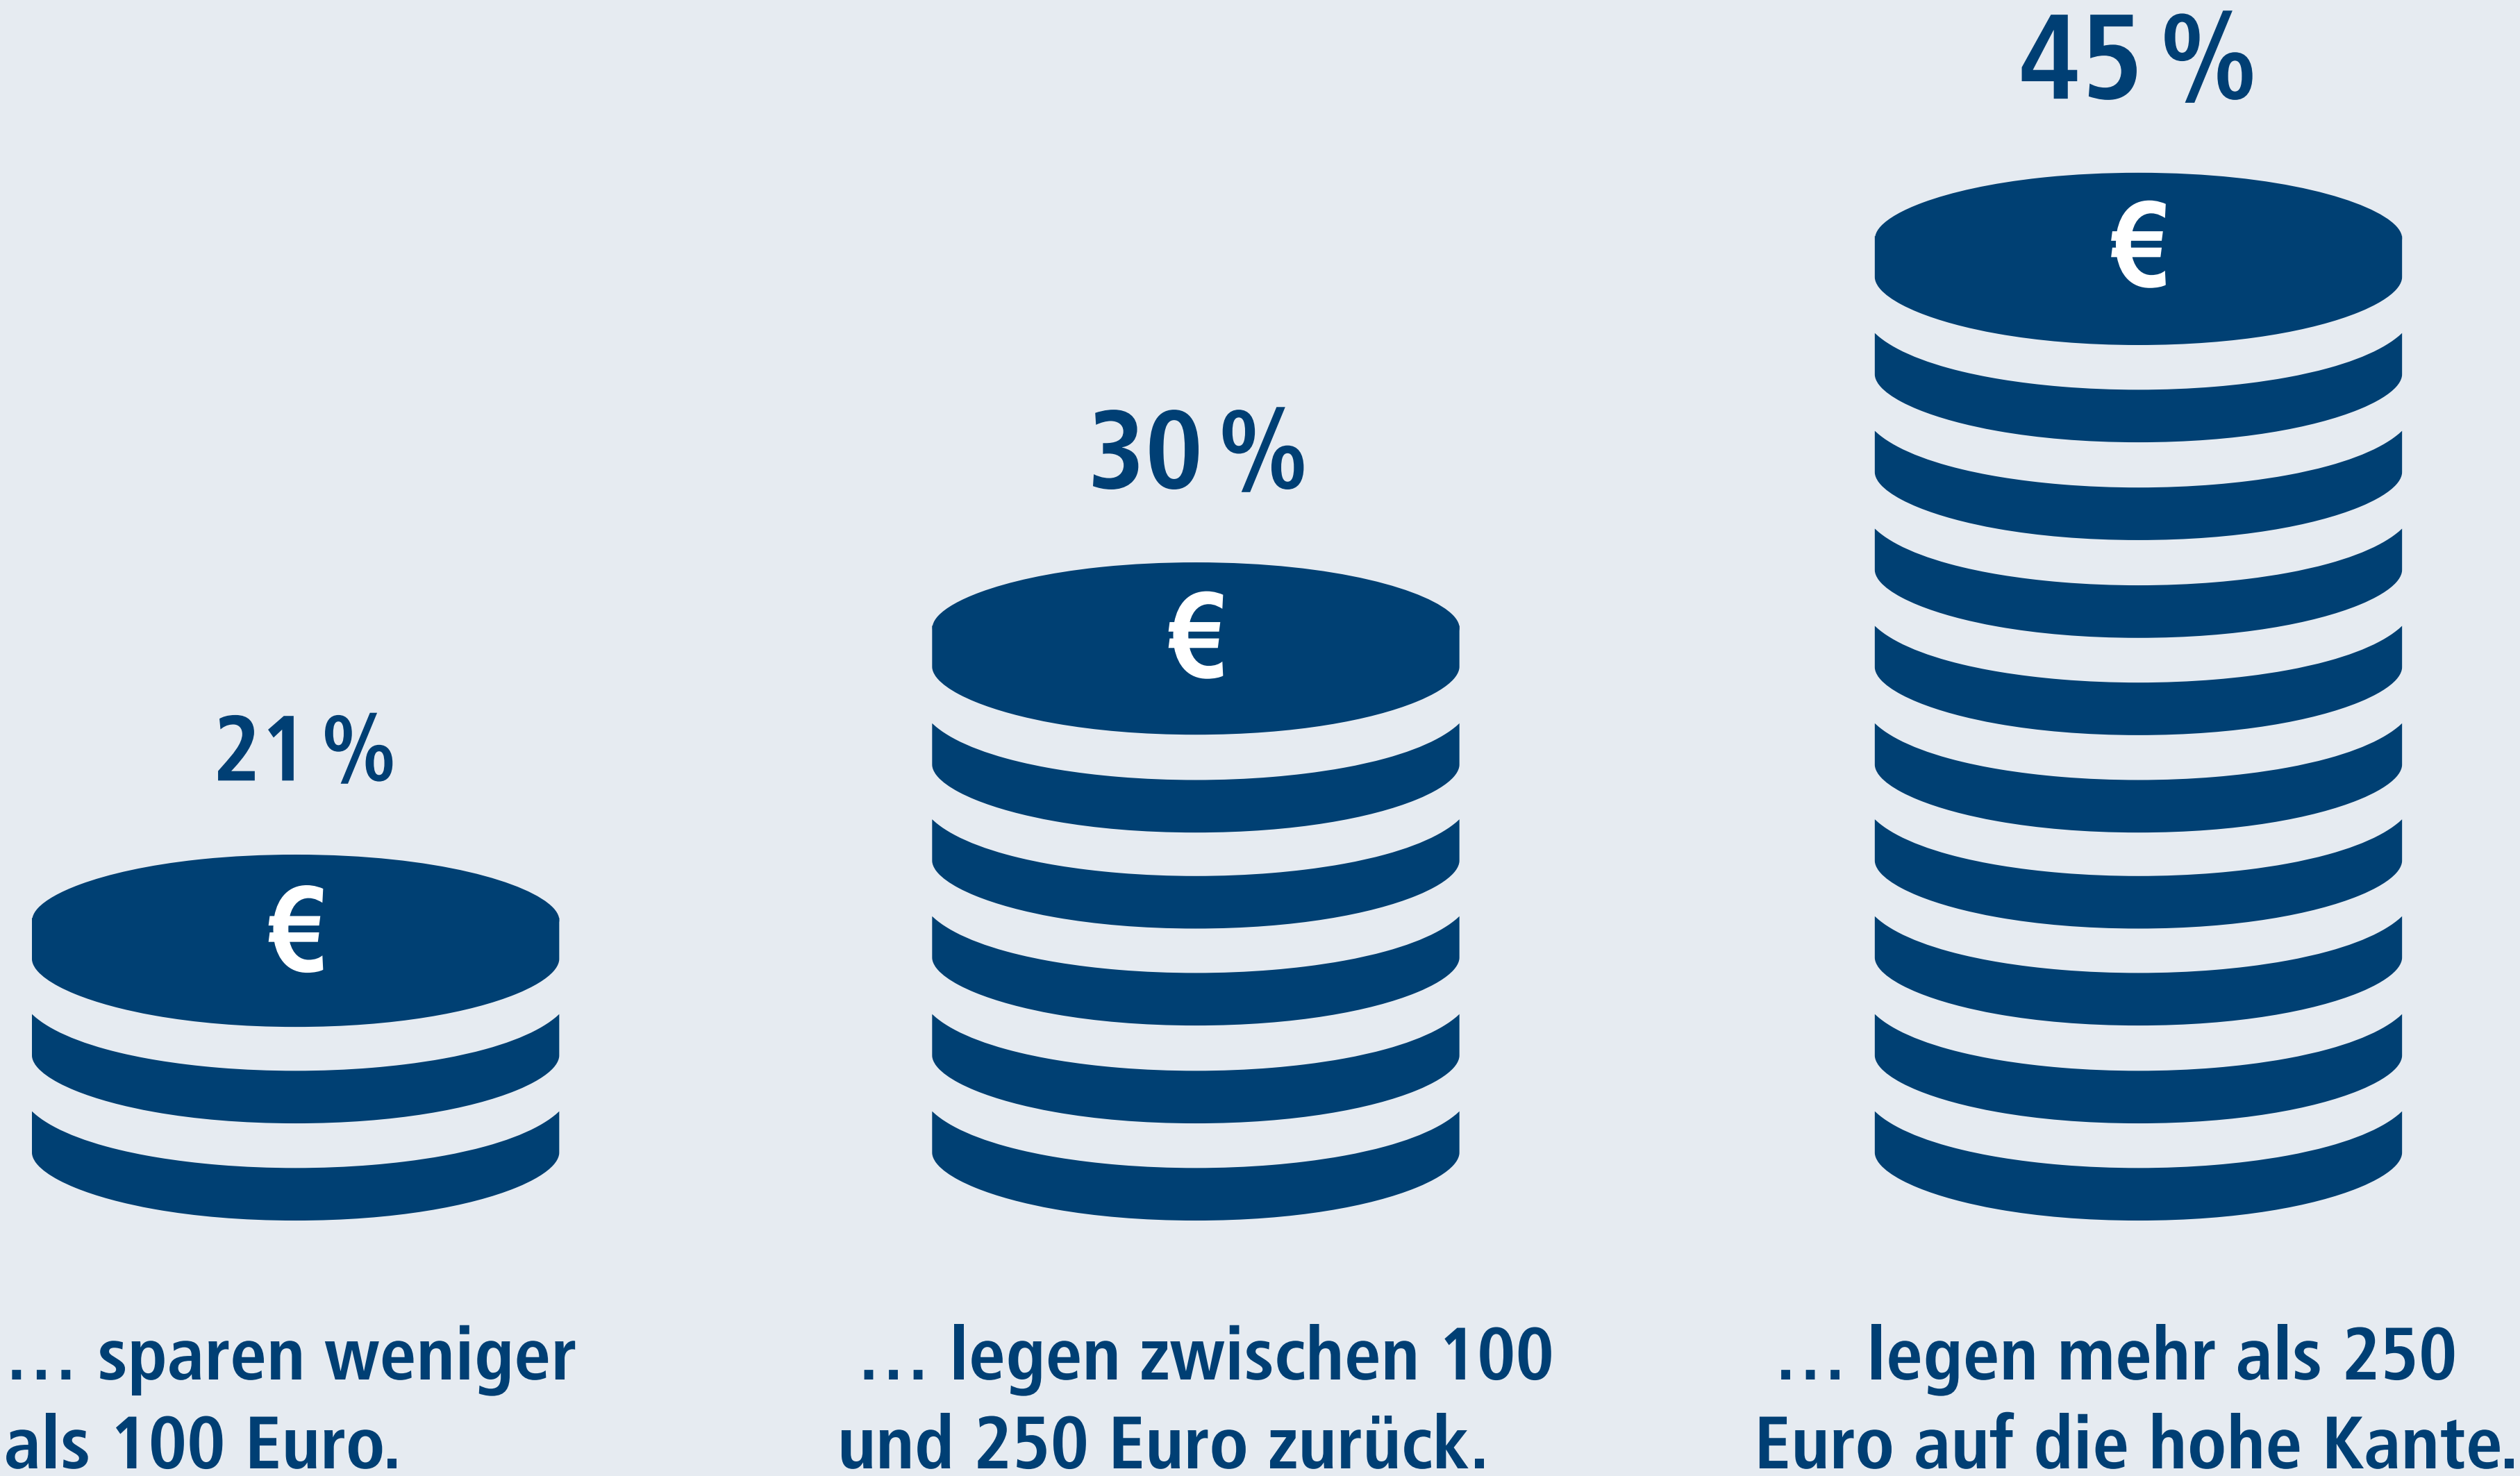 45 %
€
30 %
€
21 %
€
… sparen weniger
als 100 Euro.
… legen zwischen 100
und 250 Euro zurück.
… legen mehr als 250
Euro auf die hohe Kante.